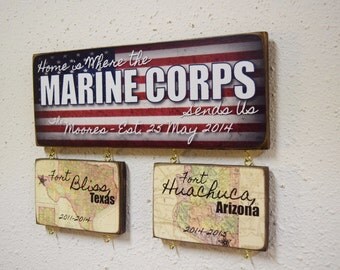 Home is Where the
MARINE CORPS
Sends Us
The Moores - Est. 23 May 2014
Fort
Bliss,
Texas
2011-2014
Fort
Huachuca,
Arizona
2014-2015